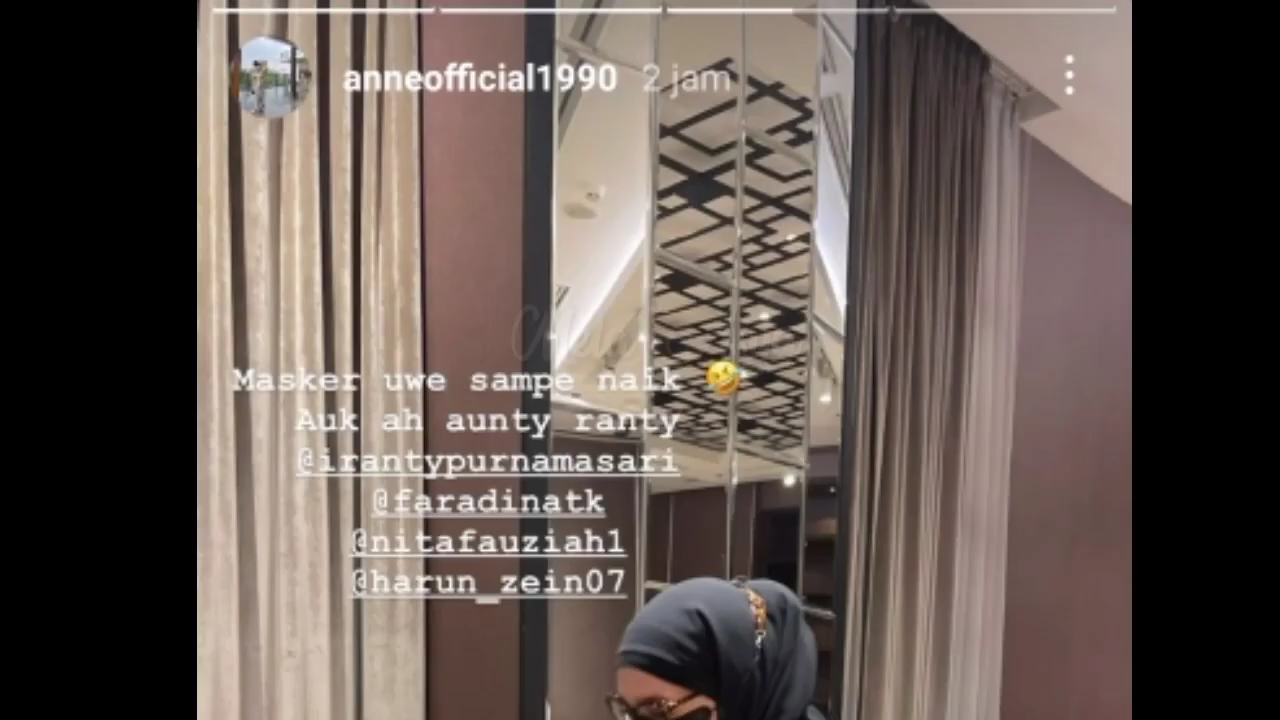 anneofficial1990 2 jam
Masker uwe sampe naik 🤣
Auk ah aunty ranty
@irantypurnamasari
@faradinatk
@nitafauziah1
@harun_zein07